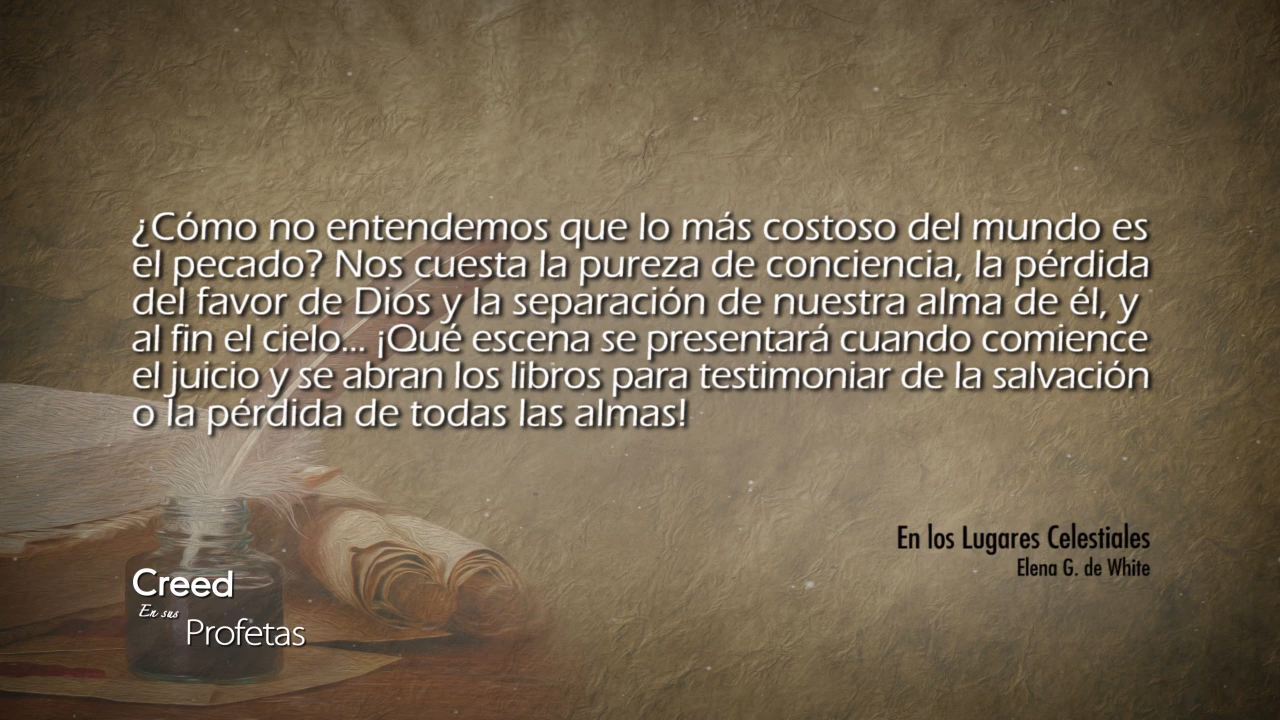 ¿Cómo no entendemos que lo más costoso del mundo es
el pecado? Nos cuesta la pureza de conciencia, la pérdida
del favor de Dios y la separación de nuestra alma de él, y
al fin el cielo... ¡Qué escena se presentará cuando comience
el juicio y se abran los libros para testimoniar de la salvación
o la pérdida de todas las almas!
En los Lugares Celestiales
Elena G. de White
Creed
En sus
Profetas